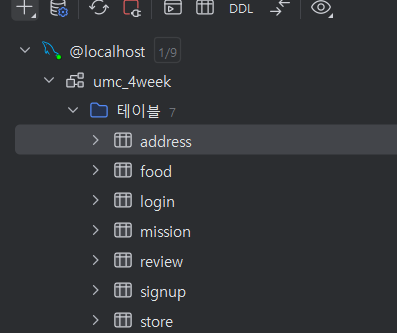 DDL
@localhost 1/9
umc_4week
테이블 7
address
food
login
mission
review
signup
store